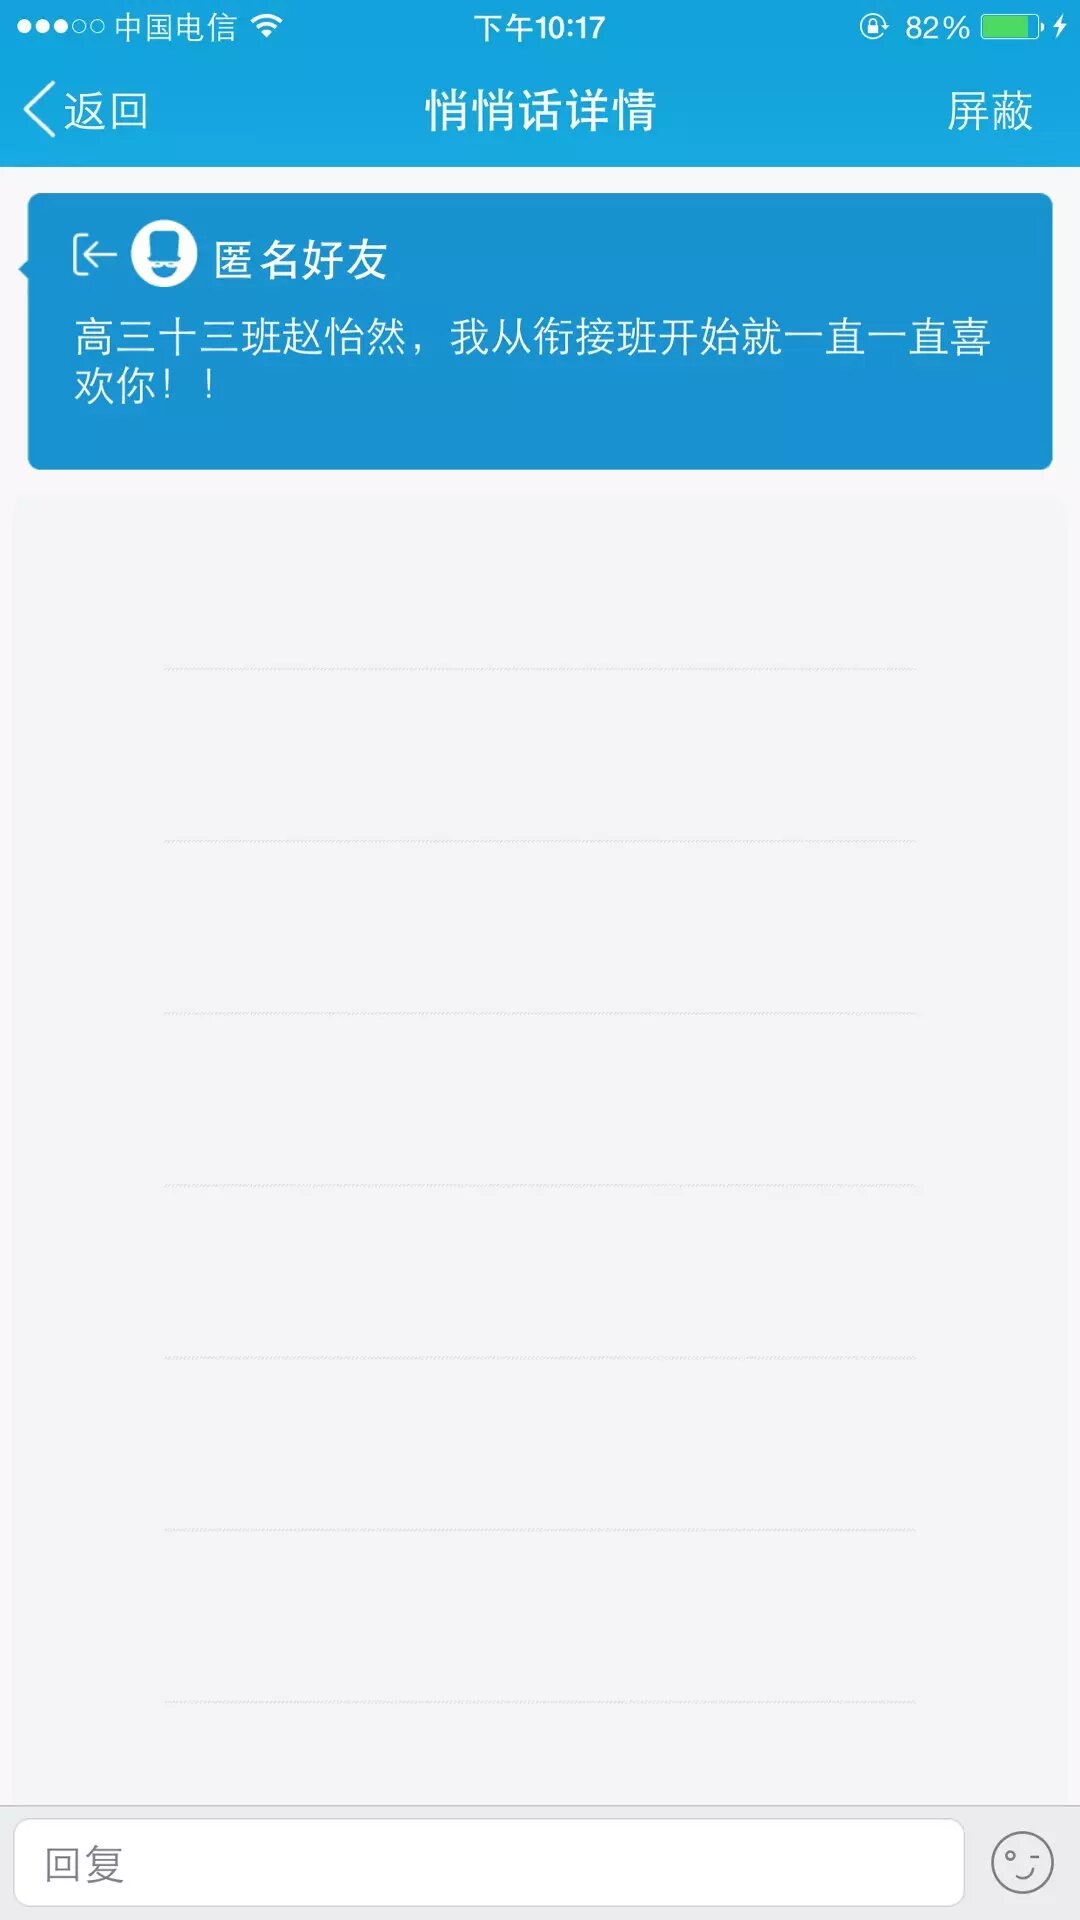 中国电信 下午10:17 82%
返回 悄悄话详情 屏蔽
匿名好友
高三十三班赵怡然，我从衔接班开始就一直一直喜
欢你！！
回复